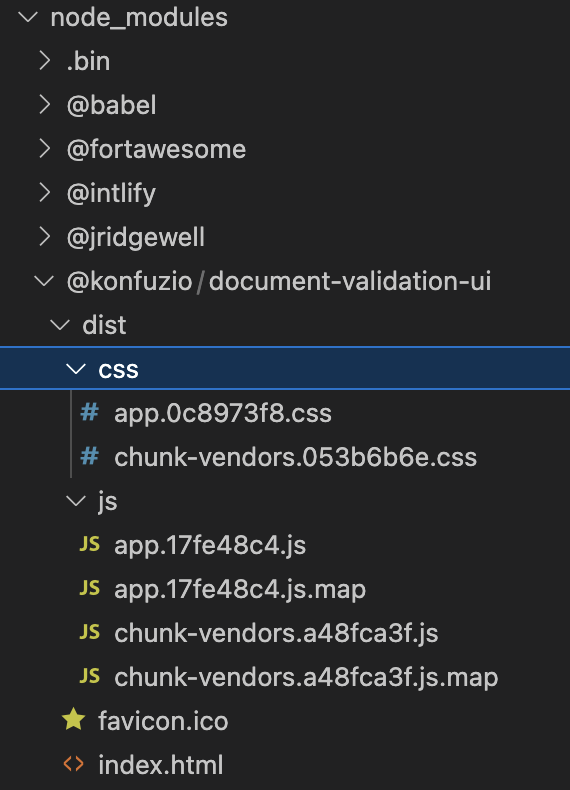 node_modules
.bin
@babel
@fortawesome
@intlify
@jridgewell
@konfuzio/document-validation-ui
dist
css
# app.0c8973f8.css
# chunk-vendors.053b6b6e.css
js
JS app.17fe48c4.js
JS app.17fe48c4.js.map
JS chunk-vendors.a48fca3f.js
JS chunk-vendors.a48fca3f.js.map
favicon.ico
<> index.html